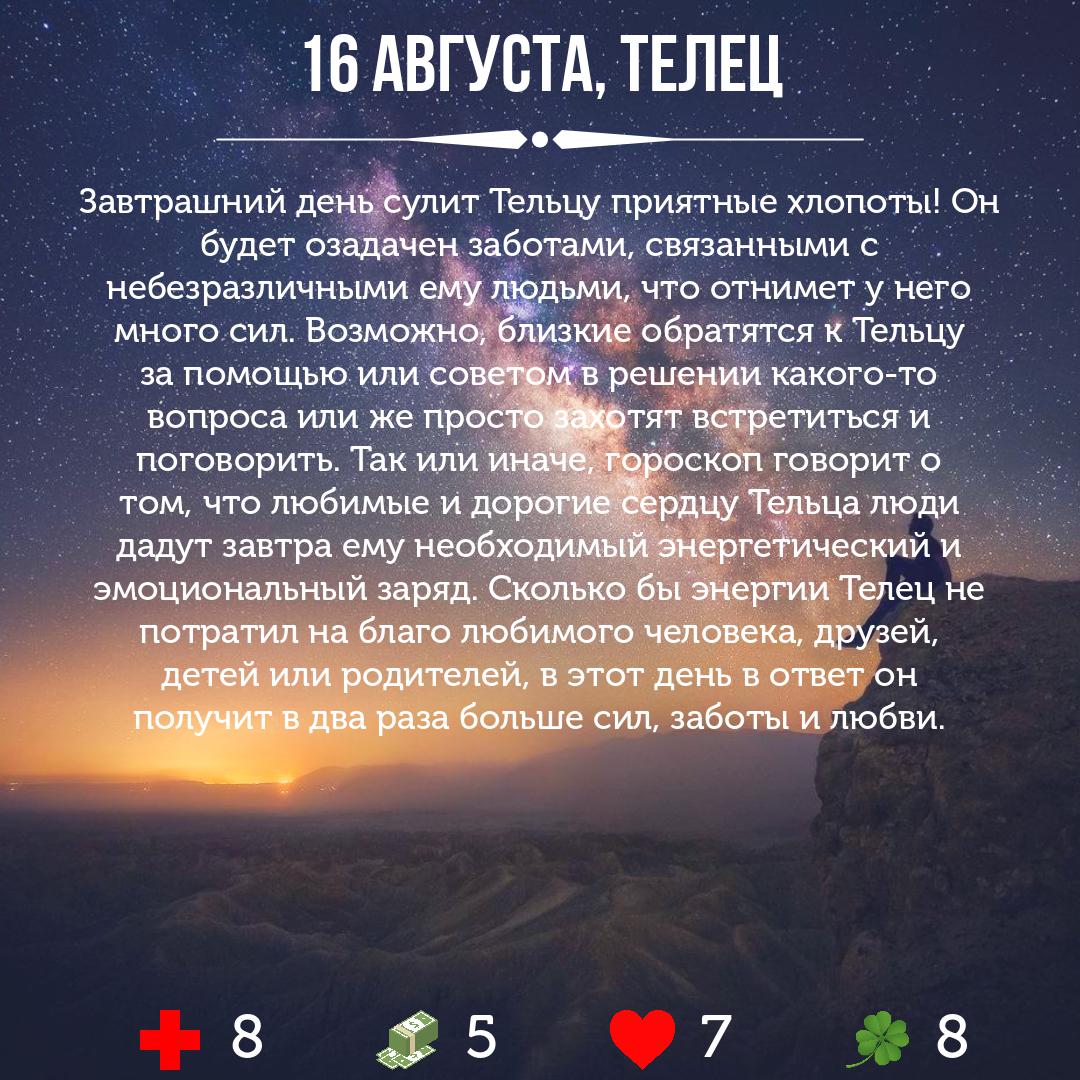 16 АВГУСТА, ТЕЛЕЦ
Завтрашний день сулит Тельцу приятные хлопоты! Он
будет озадачен заботами, связанными с
небезразличными ему людьми, что отнимет у него
много сил. Возможно, близкие обратятся к Тельцу
за помощью или советом в решении какого-то
вопроса или же просто захотят встретиться и
поговорить. Так или иначе, гороскоп говорит о
том, что любимые и дорогие сердцу Тельца люди
дадут завтра ему необходимый энергетический и
эмоциональный заряд. Сколько бы энергии Телец не
потратил на благо любимого человека, друзей,
детей или родителей, в этот день в ответ он
получит в два раза больше сил, заботы и любви.
8 5 7 8